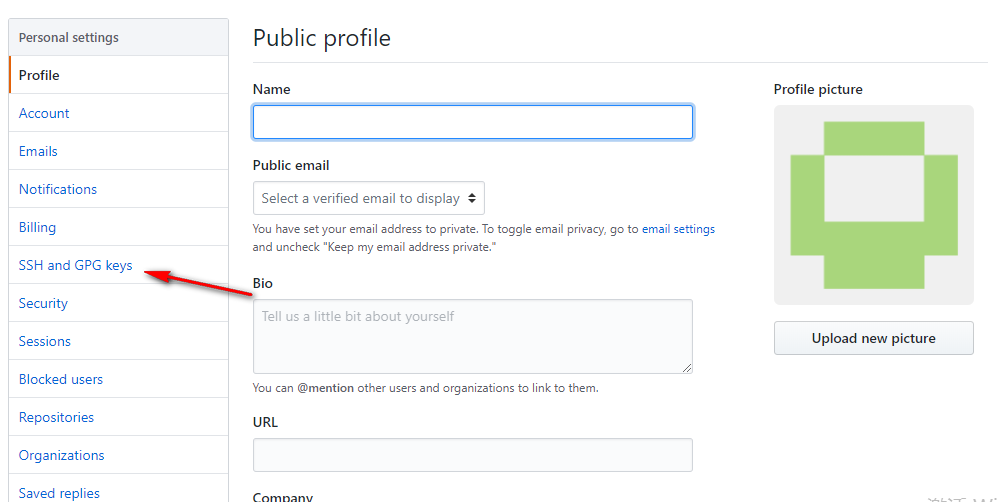 Personal settings
Profile
Account
Emails
Notifications
Billing
SSH and GPG keys
Security
Sessions
Blocked users
Repositories
Organizations
Saved replies
Public profile
Name
Public email
Select a verified email to display
You have set your email address to private. To toggle email privacy, go to email settings
and uncheck "Keep my email address private."
Bio
Tell us a little bit about yourself
You can @mention other users and organizations to link to them.
URL
Company
Profile picture
Upload new picture
激活 Wi